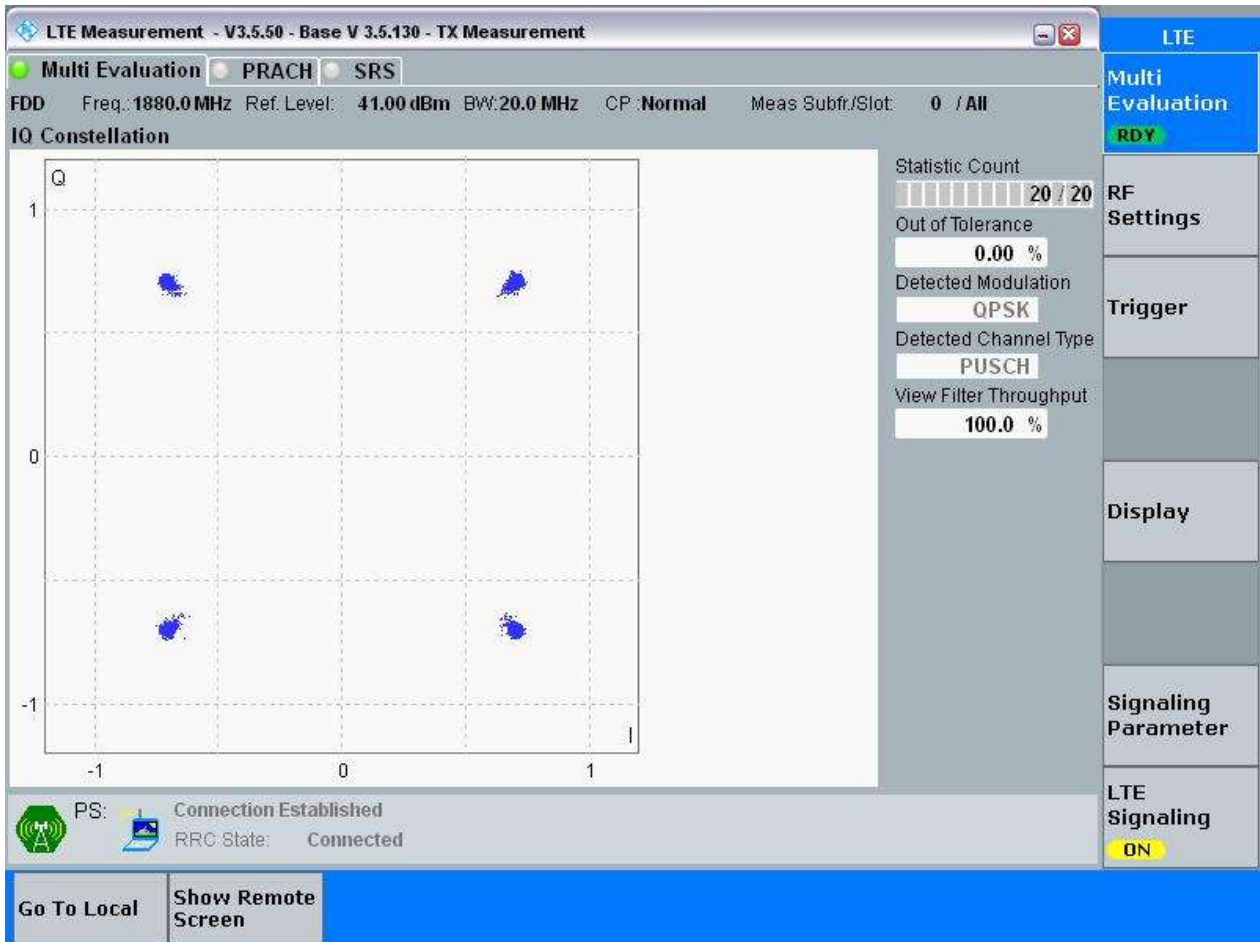 LTE Measurement - V3.5.50 - Base V 3.5.130 - TX Measurement
Multi Evaluation PRACH SRS
FDD Freq.: 1880.0 MHz Ref. Level: 41.00 dBm BW: 20.0 MHz CP : Normal Meas Subfr./Slot: 0 / All
IQ Constellation
Q
1
0
-1
I
-1 0 1
Statistic Count
20 / 20
Out of Tolerance
0.00 %
Detected Modulation
QPSK
Detected Channel Type
PUSCH
View Filter Throughput
100.0 %
PS: Connection Established
RRC State: Connected
LTE
Multi
Evaluation
RDY
RF
Settings
Trigger
Display
Signaling
Parameter
LTE
Signaling
ON
Go To Local
Show Remote
Screen